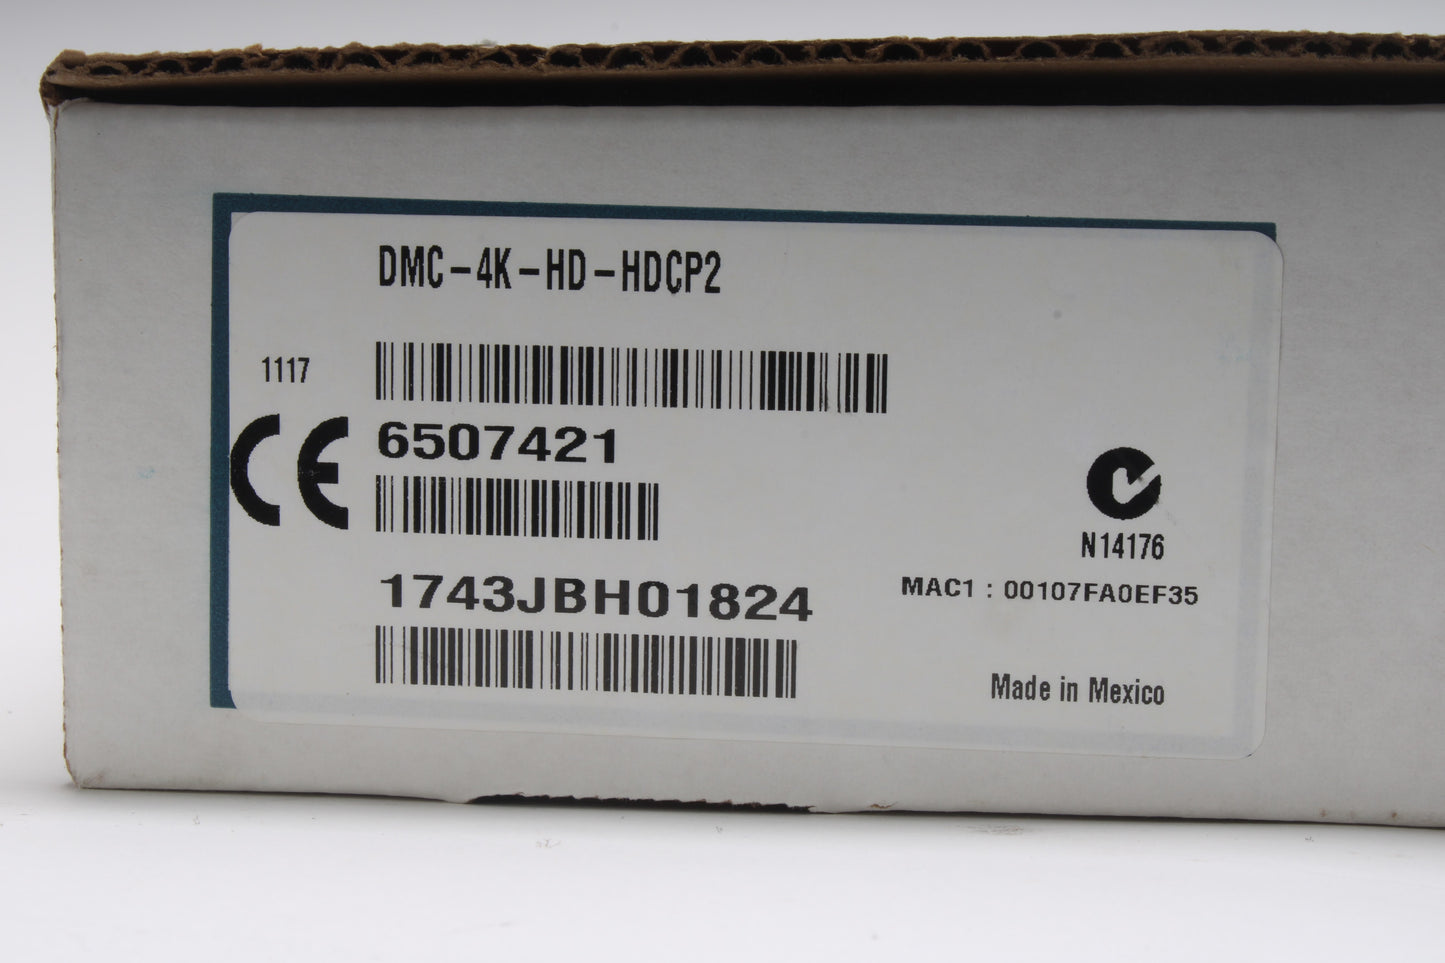 DMC-4K-HD-HDCP2
1117
CE
6507421
N14176
1743JBH01824
MAC1 : 00107FA0EF35
Made in Mexico